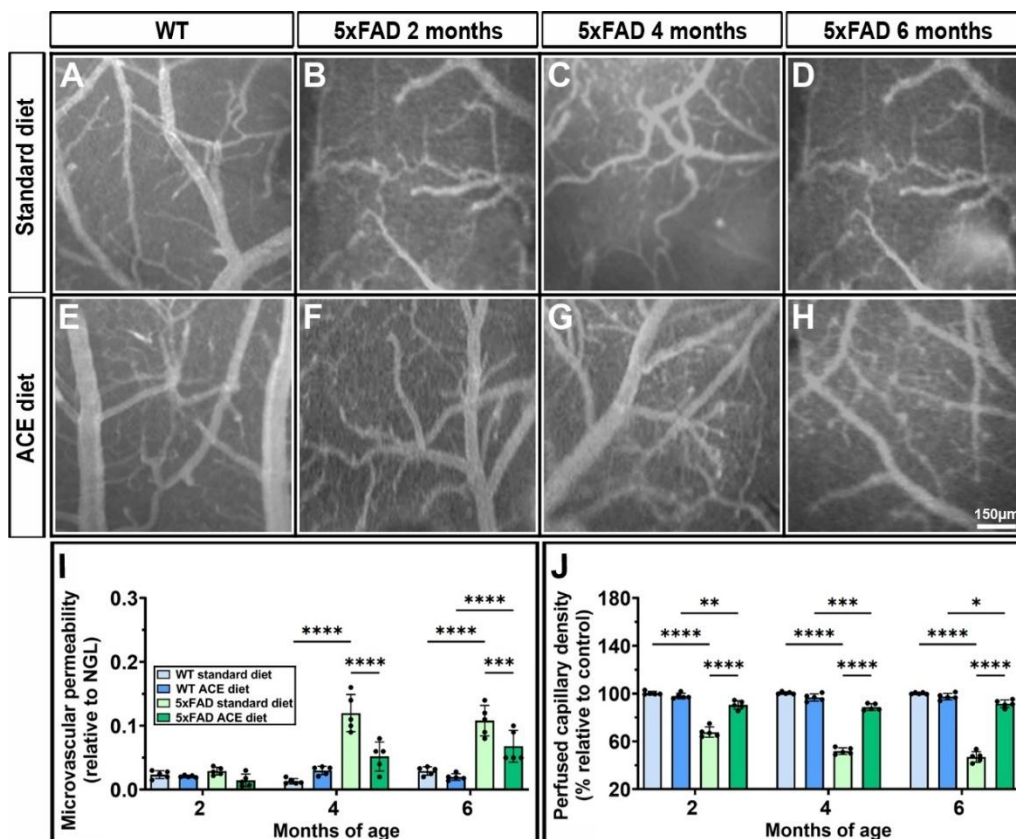 WT
5xFAD 2 months
5xFAD 4 months
5xFAD 6 months
Standard diet
A
B
C
D
ACE diet
E
F
G
H
150µm
I
Microvascular permeability
(relative to NGL)
0.3
0.2
0.1
0.0
**** ****
**** ****
**** ***
WT standard diet
WT ACE diet
5xFAD standard diet
5xFAD ACE diet
2 4 6
Months of age
J
Perfused capillary density
(% relative to control)
180
140
100
60
20
** *** *
**** **** ****
**** **** ****
2 4 6
Months of age